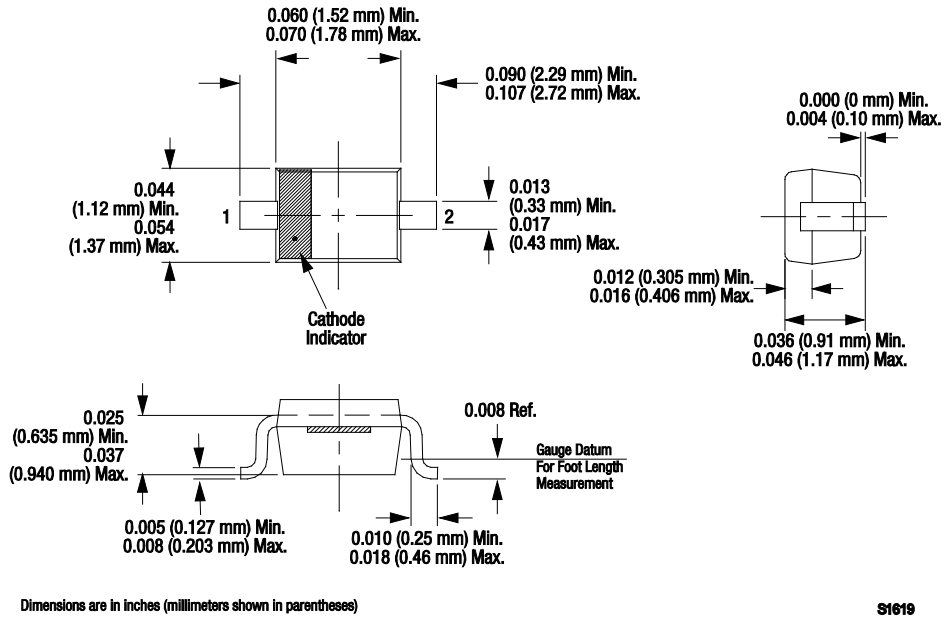 0.060 (1.52 mm) Min.
0.070 (1.78 mm) Max.
0.090 (2.29 mm) Min.
0.107 (2.72 mm) Max.
0.000 (0 mm) Min.
0.004 (0.10 mm) Max.
0.044
(1.12 mm) Min.
0.054
(1.37 mm) Max.
1
2
0.013
(0.33 mm) Min.
0.017
(0.43 mm) Max.
0.012 (0.305 mm) Min.
0.016 (0.406 mm) Max.
Cathode
Indicator
0.036 (0.91 mm) Min.
0.046 (1.17 mm) Max.
0.025
(0.635 mm) Min.
0.037
(0.940 mm) Max.
0.008 Ref.
Gauge Datum
For Foot Length
Measurement
0.005 (0.127 mm) Min.
0.008 (0.203 mm) Max.
0.010 (0.25 mm) Min.
0.018 (0.46 mm) Max.
Dimensions are in inches (millimeters shown in parentheses)
S1619